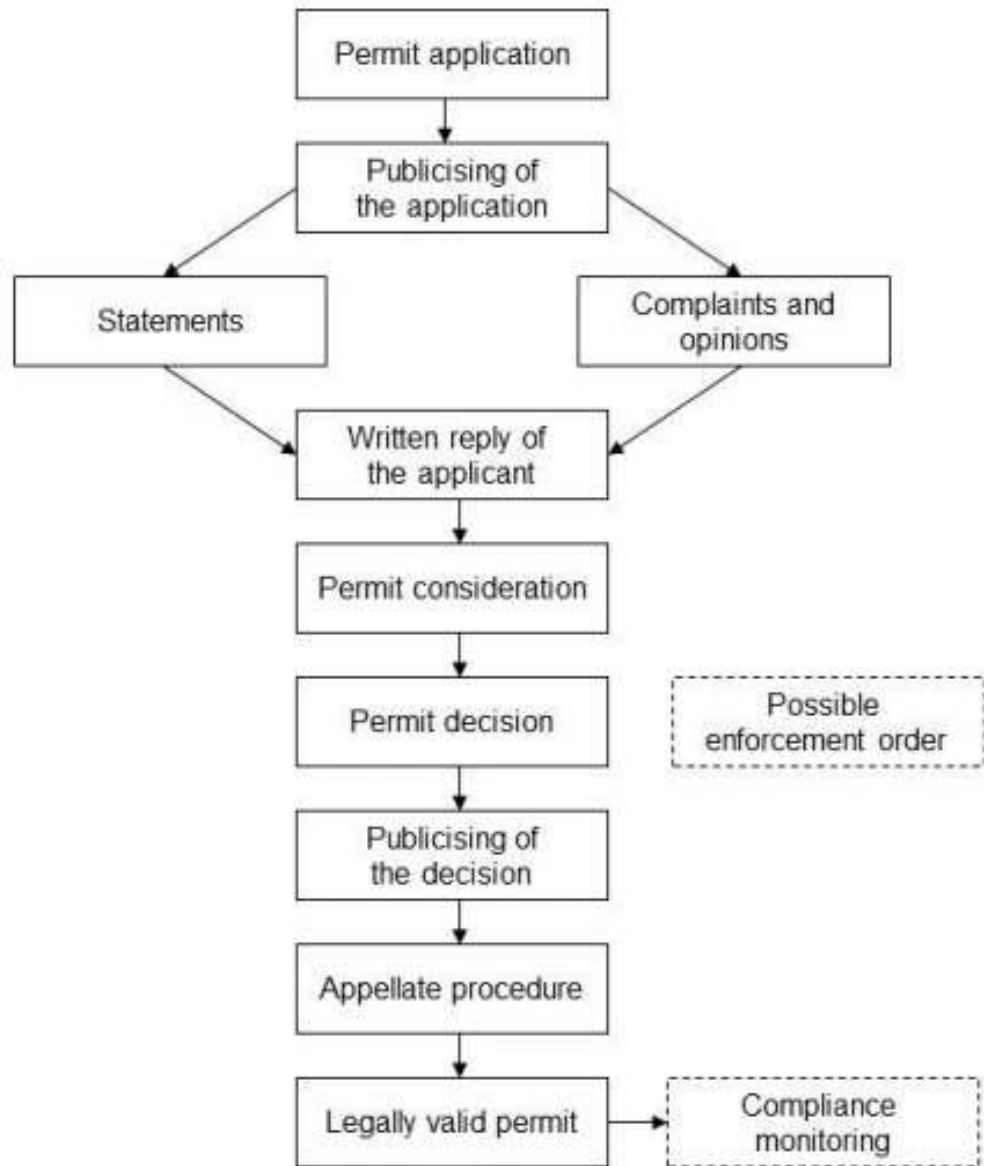 Permit application
Publicising of
the application
Statements
Complaints and
opinions
Written reply of
the applicant
Permit consideration
Permit decision
Possible
enforcement order
Publicising of
the decision
Appellate procedure
Legally valid permit
Compliance
monitoring